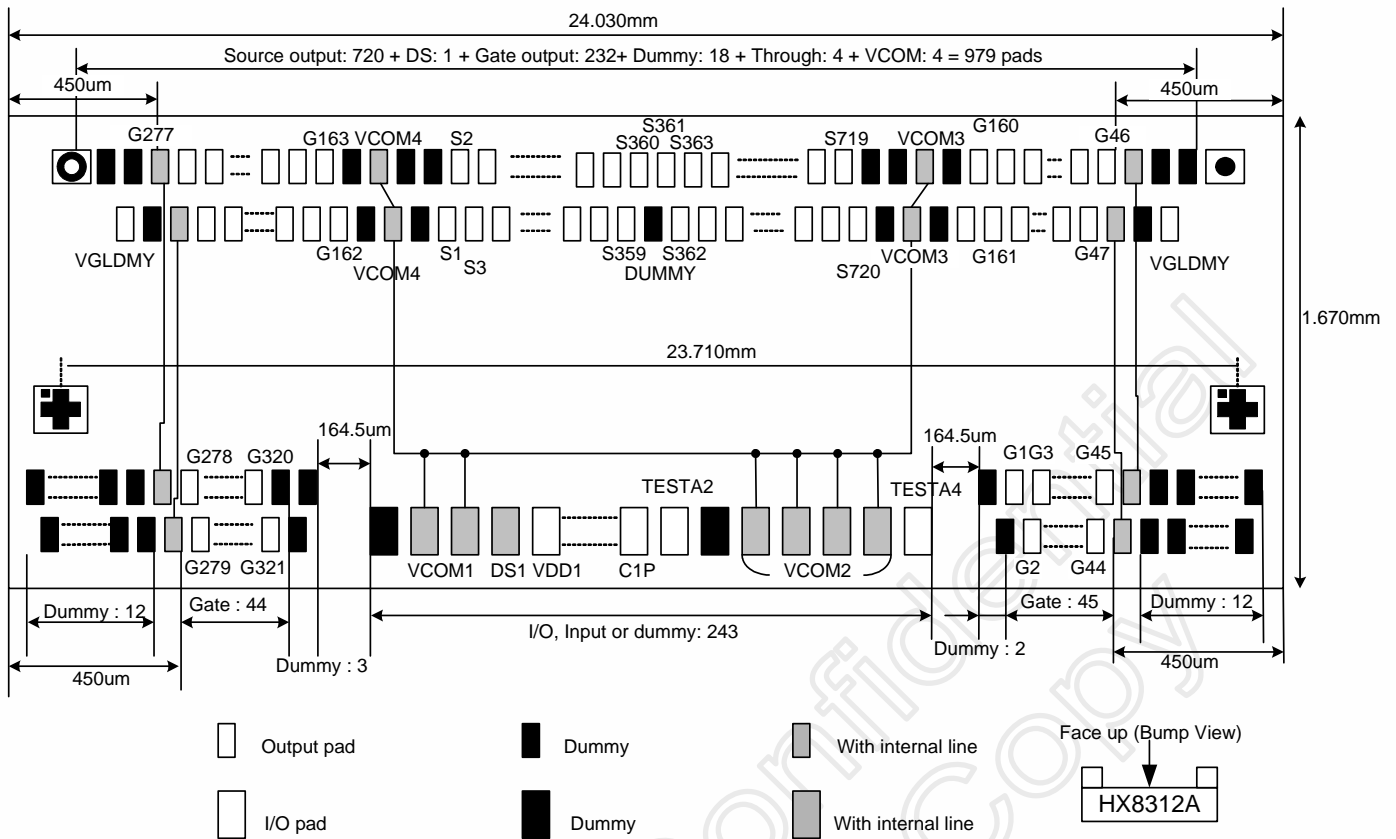 24.030mm
Source output: 720 + DS: 1 + Gate output: 232+ Dummy: 18 + Through: 4 + VCOM: 4 = 979 pads
450um
450um
G277
G163
VCOM4
S2
S360
S361
S363
S719
VCOM3
G160
G46
VGLDMY
G162
VCOM4
S1
S3
S359
DUMMY
S362
S720
VCOM3
G161
G47
VGLDMY
1.670mm
23.710mm
164.5um
164.5um
G278
G320
TESTA2
TESTA4
G1G3
G45
G279
G321
VCOM1
DS1
VDD1
C1P
VCOM2
G2
G44
Dummy : 12
Gate : 44
Dummy : 3
I/O, Input or dummy: 243
Dummy : 2
Gate : 45
Dummy : 12
450um
450um
Output pad
Dummy
With internal line
Face up (Bump View)
I/O pad
Dummy
With internal line
HX8312A
Confidential
Copy